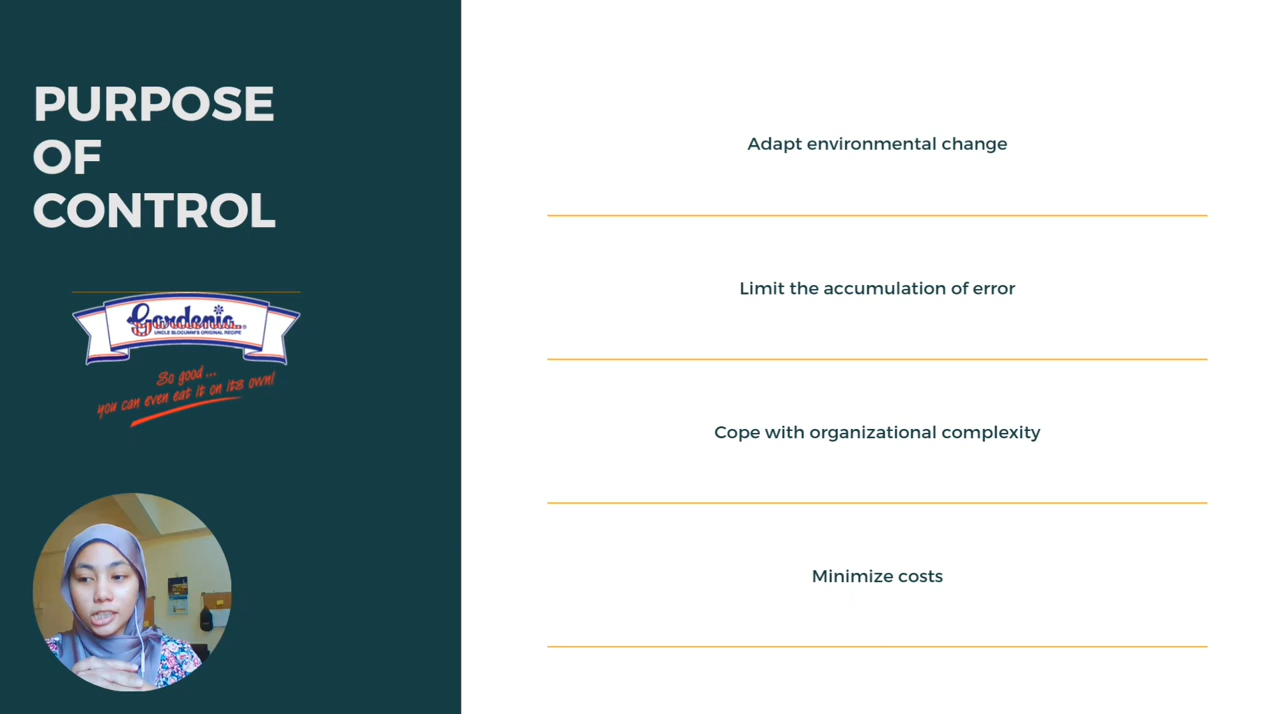 PURPOSE
OF
CONTROL
Gardenia
UNCLE BLOCUMM'S ORIGINAL RECIPE
So good ...
you can even eat it on its own!
Adapt environmental change
Limit the accumulation of error
Cope with organizational complexity
Minimize costs